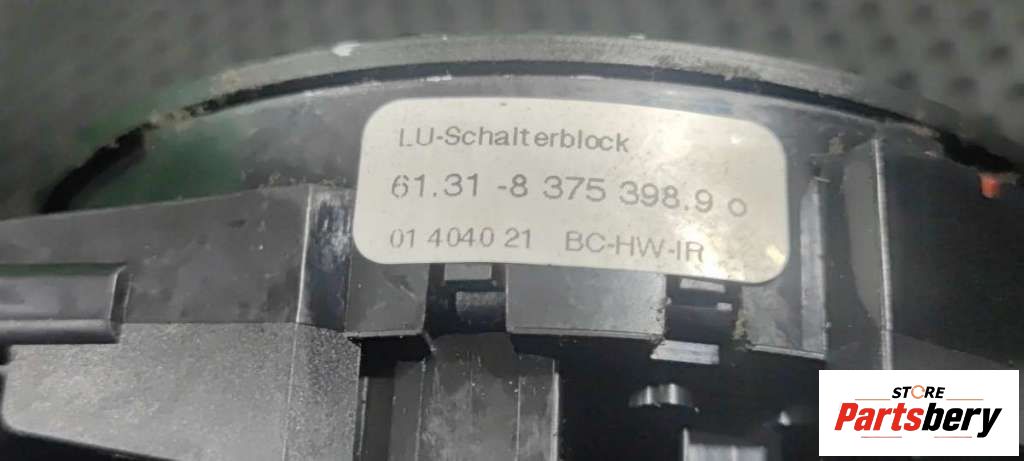 LU-Schalterblock
61.31 -8 375 398.9 o
01 4040 21 BC-HW-IR
STORE
Partsbery